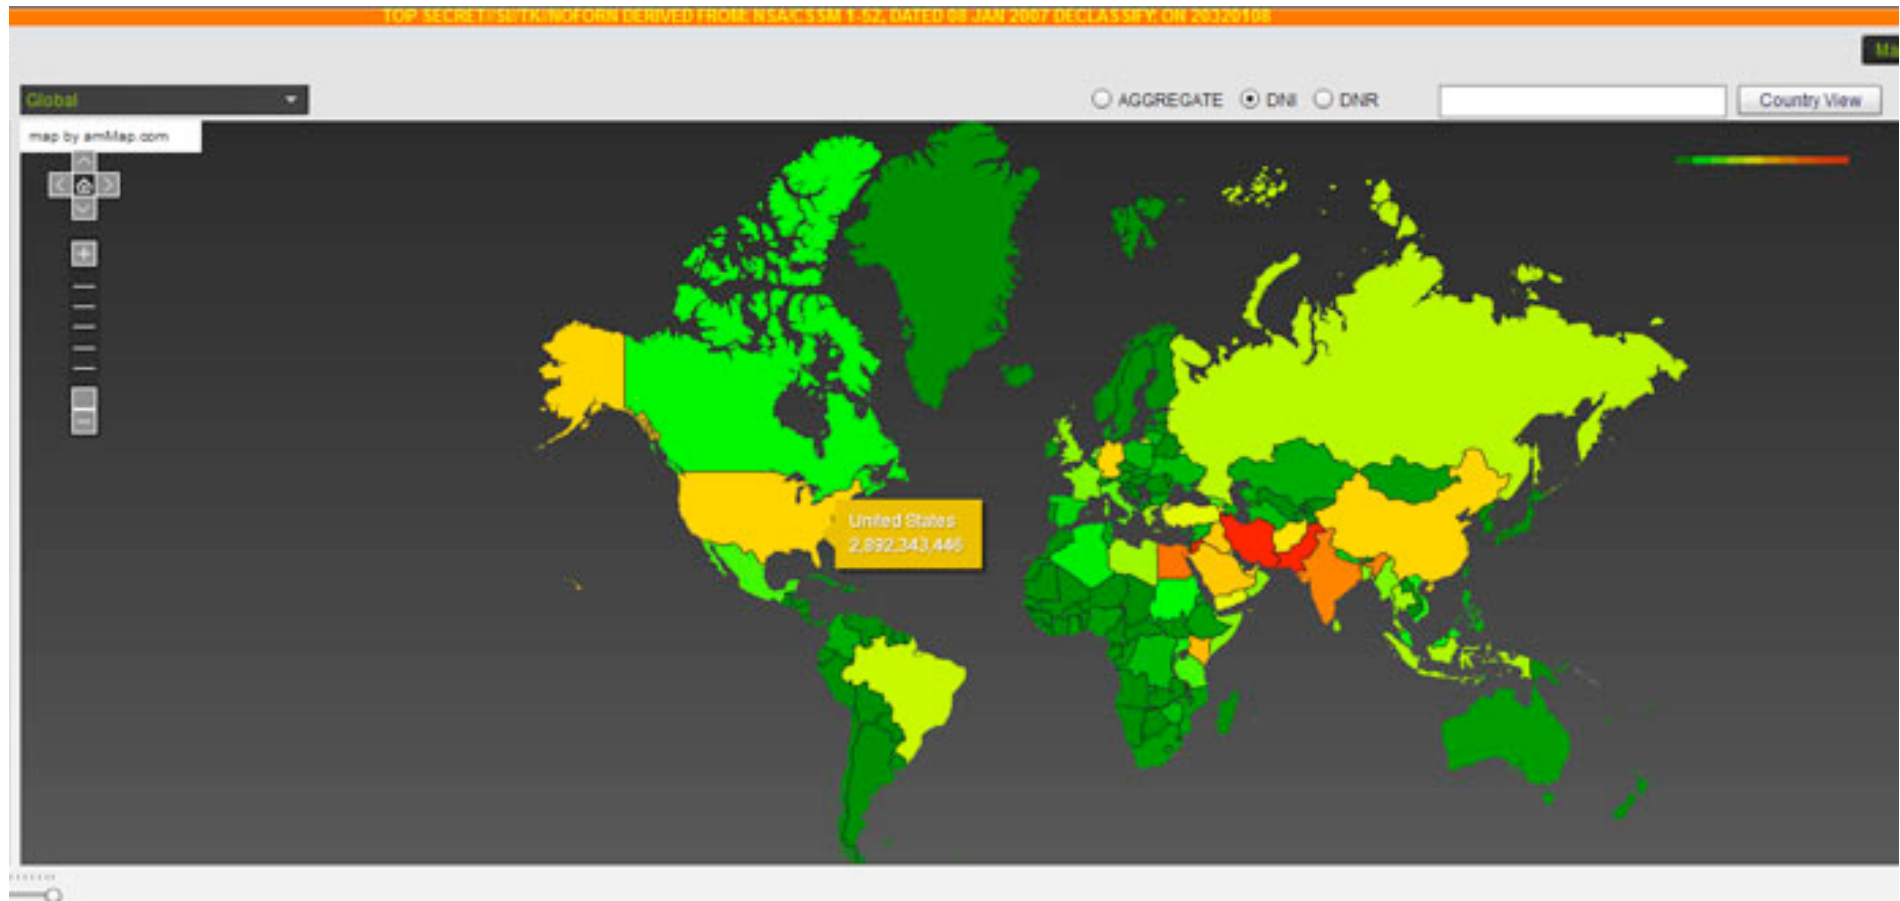 TOP SECRET//SI//TK//NOFORN DERIVED FROM: NSA/CSSM 1-52, DATED 08 JAN 2007 DECLASSIFY: ON 20320108
Global
AGGREGATE DNI DNR
Country View
map by amMap.com
United States
2,892,343,446